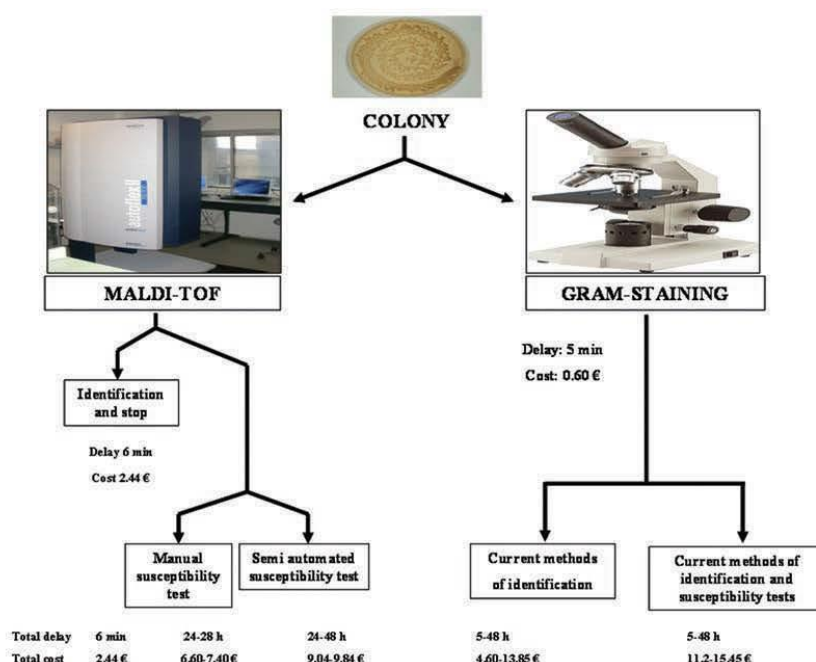 COLONY
autoflex II
MALDI-TOF
GRAM-STAINING
Delay: 5 min
Cost: 0.60 €
Identification
and stop
Delay 6 min
Cost 2.44 €
Manual
susceptibility
test
Semi automated
susceptibility test
Current methods
of identification
Current methods of
identification and
susceptibility tests
Total delay 6 min 24-28 h 24-48 h 5-48 h 5-48 h
Total cost 2.44 € 6.60-7.40 € 9.04-9.84 € 4.60-13.85 € 11.2-15.45 €